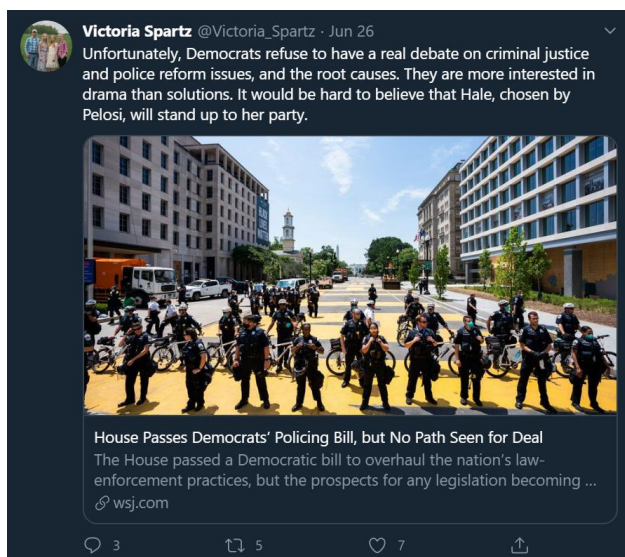 Victoria Spartz @Victoria_Spartz · Jun 26
Unfortunately, Democrats refuse to have a real debate on criminal justice
and police reform issues, and the root causes. They are more interested in
drama than solutions. It would be hard to believe that Hale, chosen by
Pelosi, will stand up to her party.
BLACK LIVES MATTER
House Passes Democrats’ Policing Bill, but No Path Seen for Deal
The House passed a Democratic bill to overhaul the nation’s law-
enforcement practices, but the prospects for any legislation becoming ...
wsj.com
3 5 7